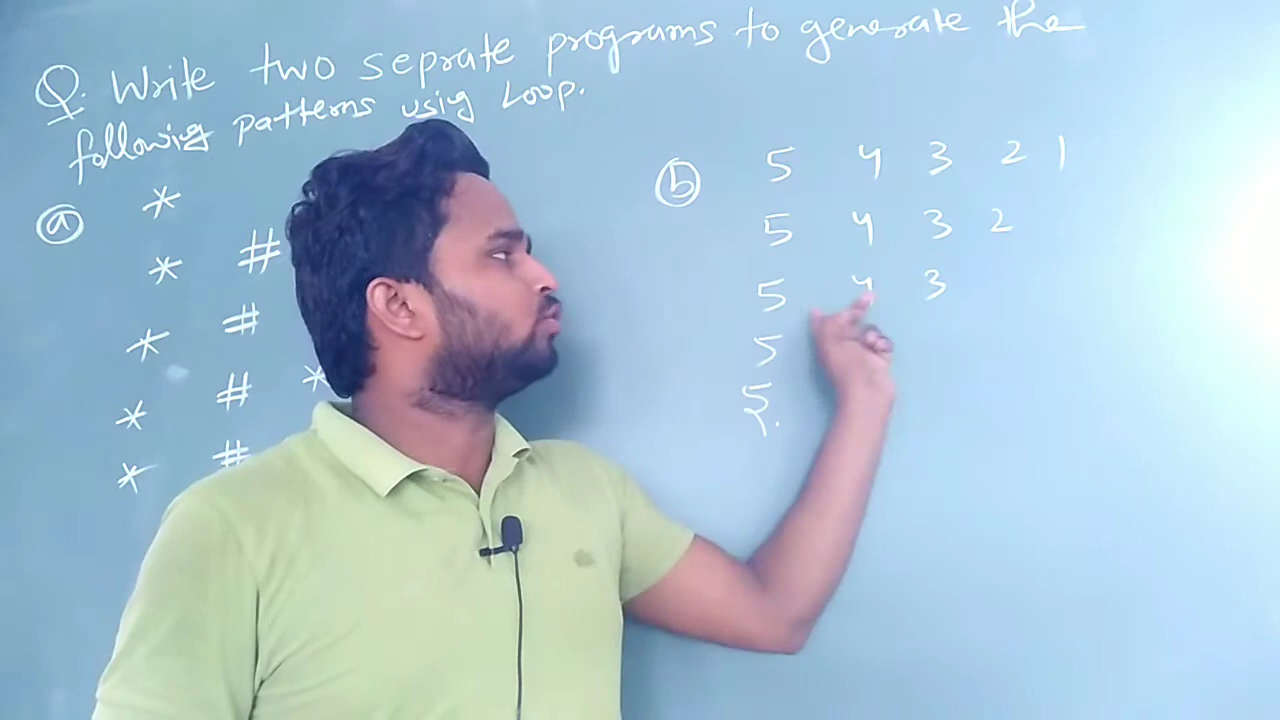 Q. Write two seprate programs to generate the
following patterns using Loop.
(a) *
* #
* #
* # *
* #
(b) 5 4 3 2 1
5 4 3 2
5 4 3
5
5